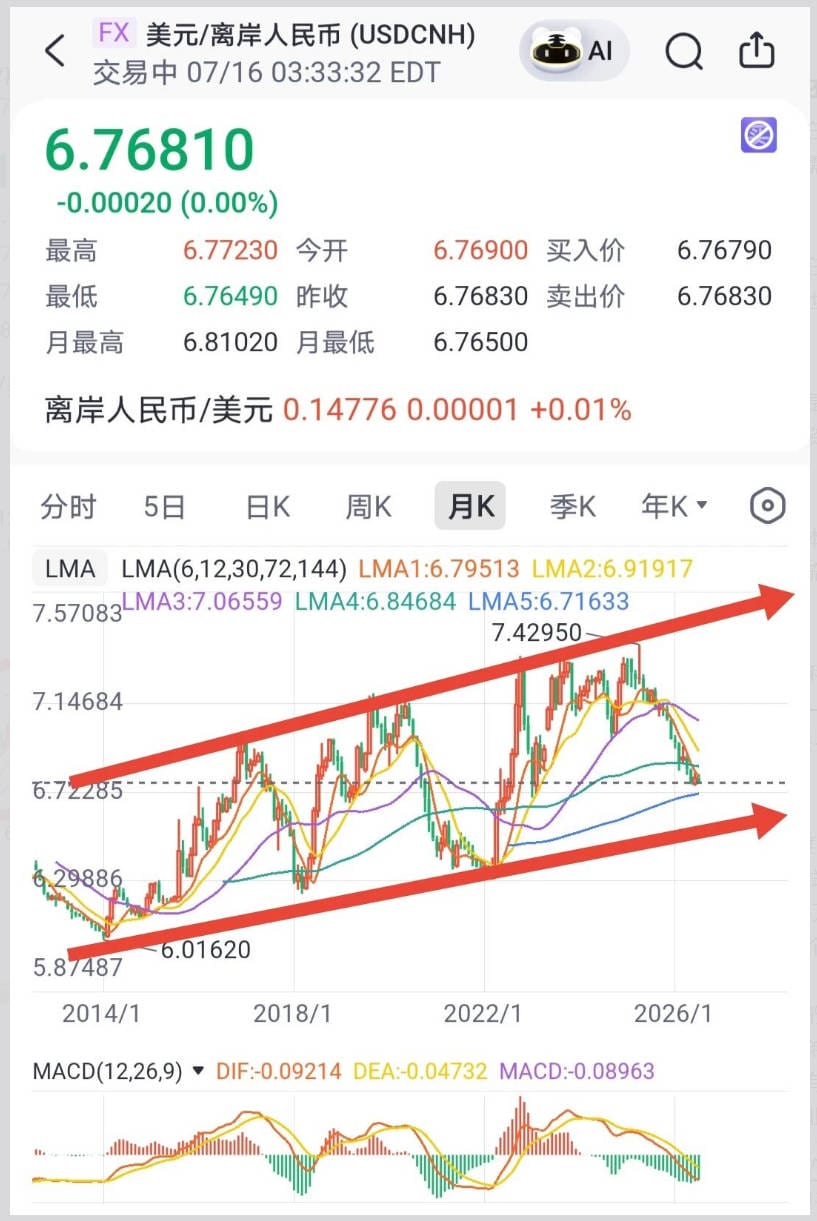 FX 美元/离岸人民币 (USDCNH)
交易中 07/16 03:33:32 EDT
AI
6.76810
-0.00020 (0.00%)
最高 6.77230 今开 6.76900 买入价 6.76790
最低 6.76490 昨收 6.76830 卖出价 6.76830
月最高 6.81020 月最低 6.76500
离岸人民币/美元 0.14776 0.00001 +0.01%
分时 5日 日K 周K 月K 季K 年K
LMA LMA(6,12,30,72,144) LMA1:6.79513 LMA2:6.91917
LMA3:7.06559 LMA4:6.84684 LMA5:6.71633
7.57083
7.42950
7.14684
6.72285
6.29886
6.01620
5.87487
2014/1 2018/1 2022/1 2026/1
MACD(12,26,9) DIF:-0.09214 DEA:-0.04732 MACD:-0.08963